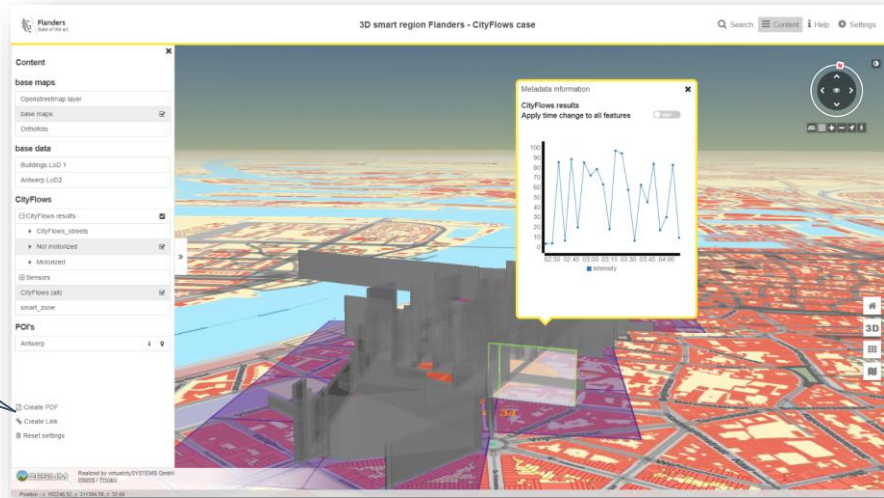 Flanders
State of the art
3D smart region Flanders - CityFlows case
Search
Content
Help
Settings
Content
base maps
Openstreetmap layer
base maps
Orthofoto
base data
Buildings LoD 1
Antwerp LoD2
CityFlows
CityFlows results
CityFlows_streets
Not motorized
Motorized
Sensors
CityFlows (all)
smart_zone
POI's
Antwerp
Create PDF
Create Link
Reset settings
CESIUM
Realized by virtualcitySYSTEMS GmbH
Imprint | Privacy
Metadata information
CityFlows results
Apply time change to all features
OFF
100
90
80
70
60
50
40
30
20
10
0
02:30 02:45 03:00 03:15 03:30 03:45 04:00
intensity
N
3D